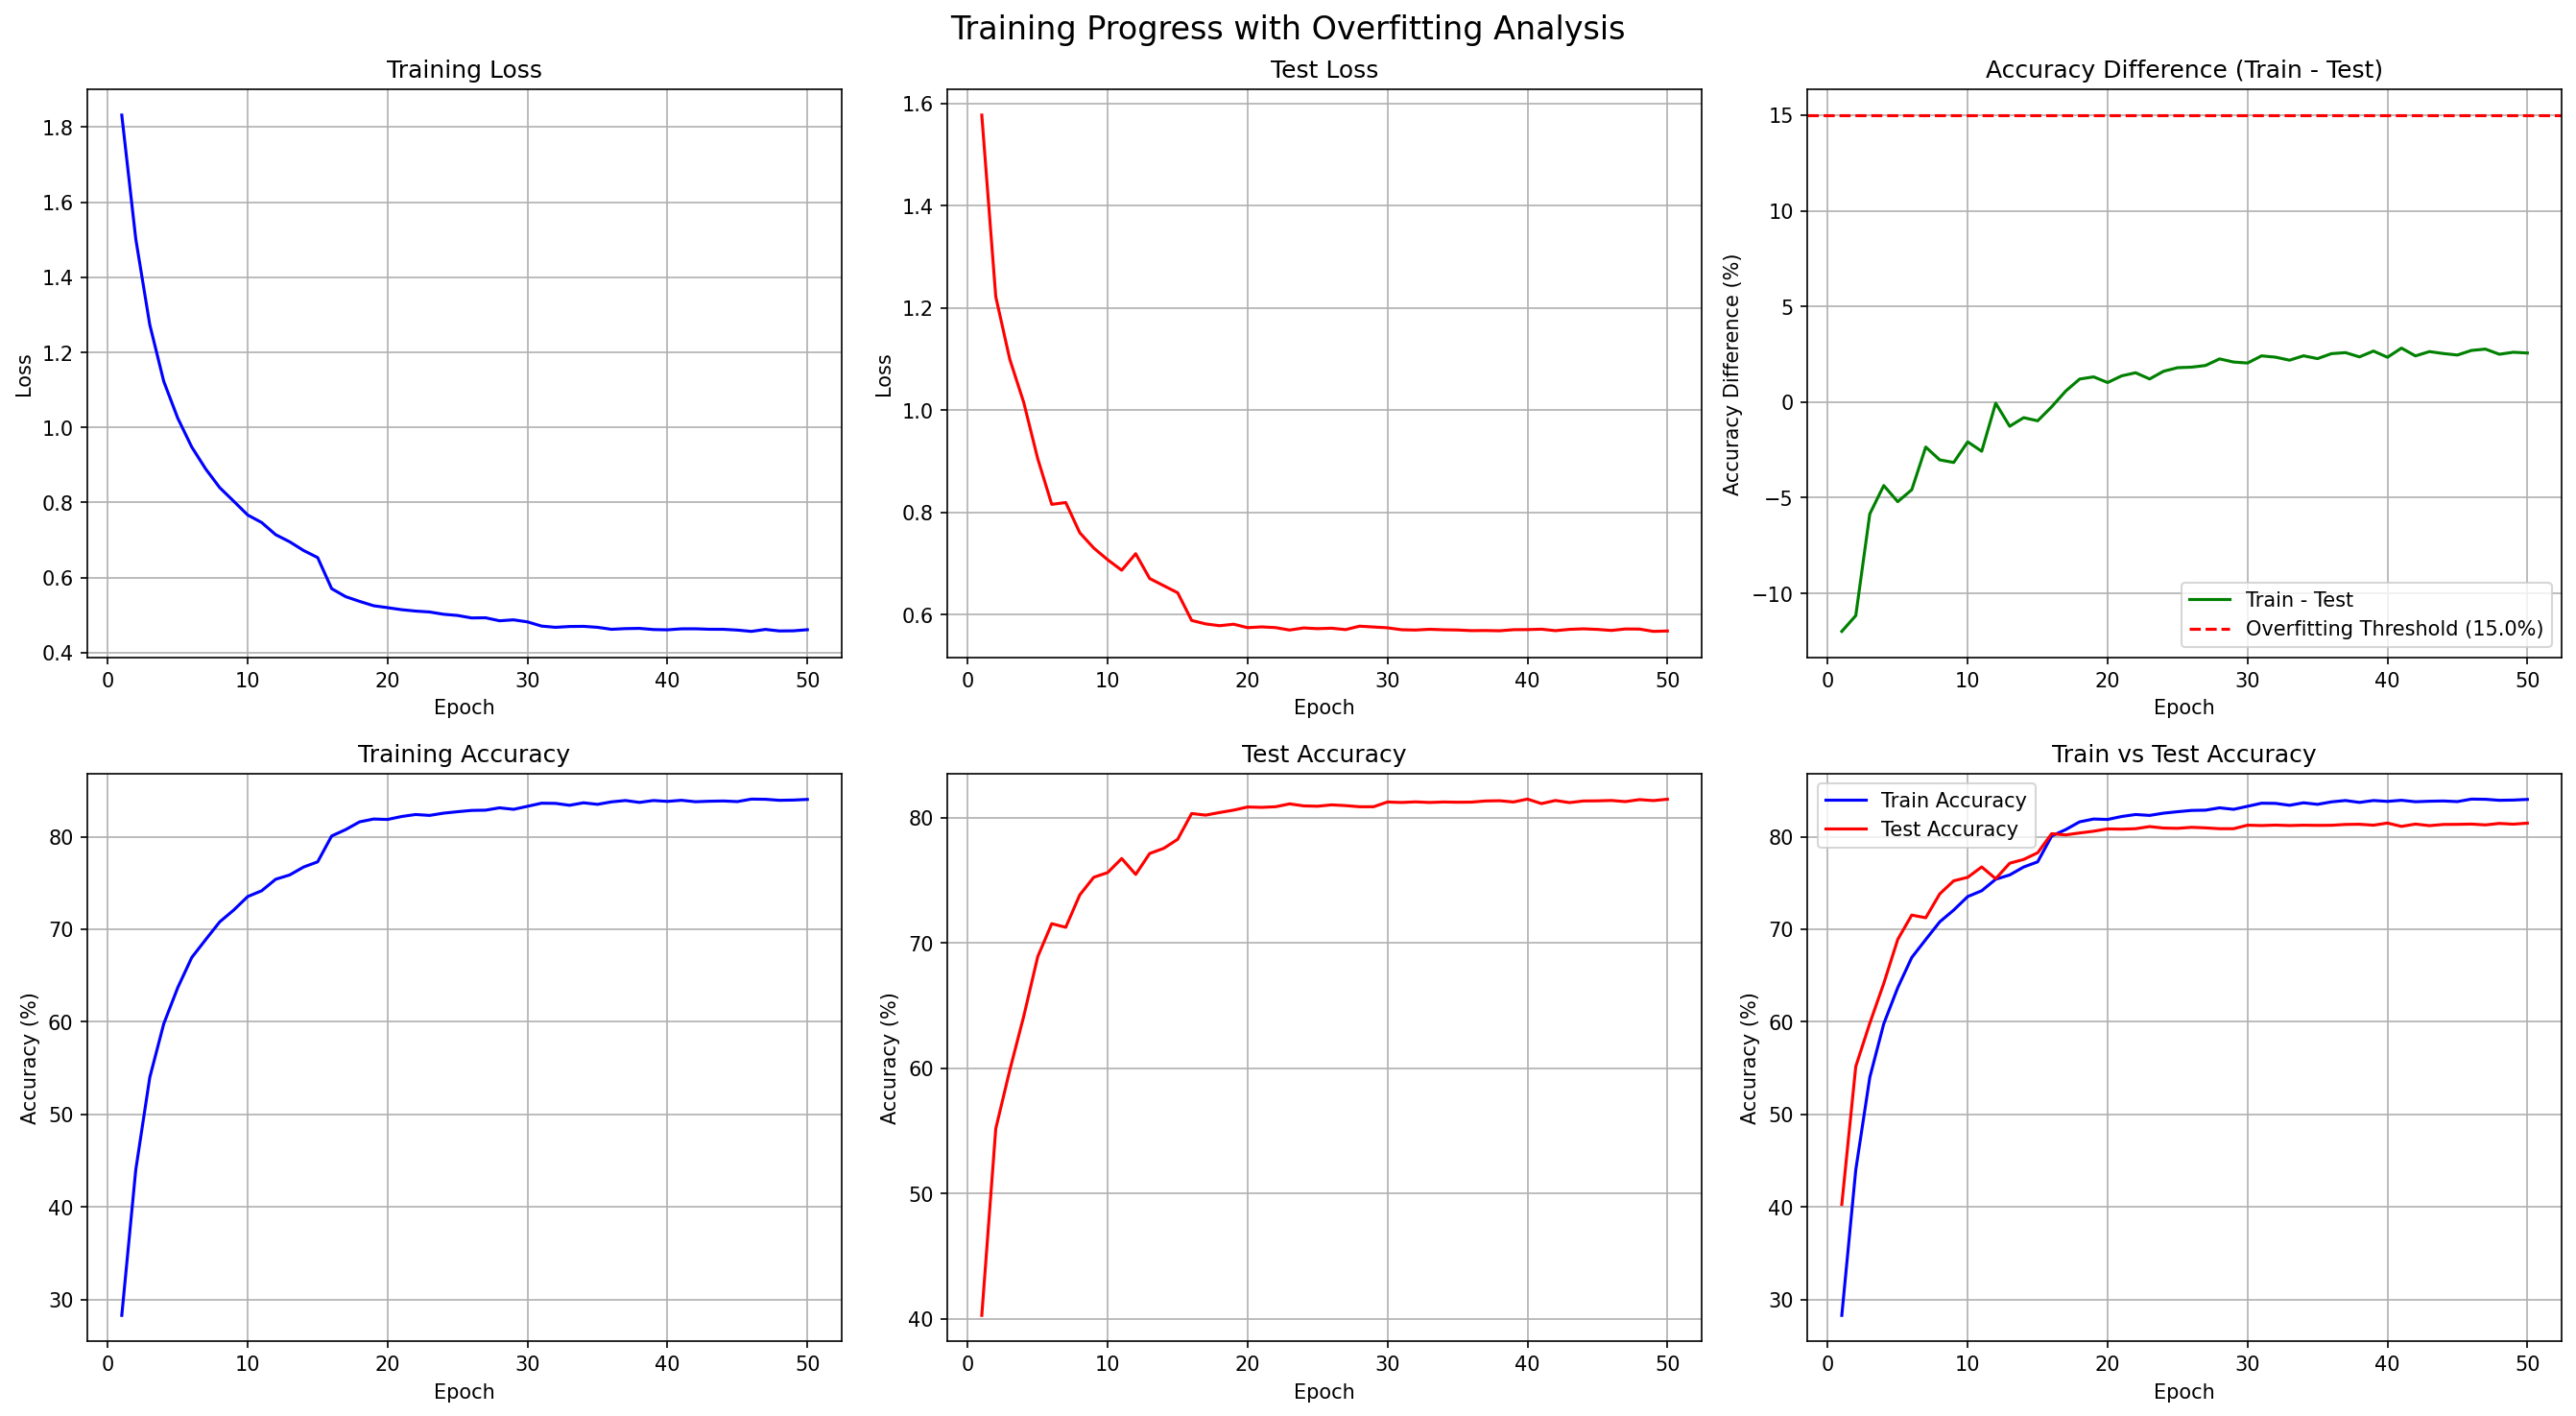 Training Progress with Overfitting Analysis
Training Loss
1.8
1.6
1.4
1.2
1.0
0.8
0.6
0.4
Loss
0 10 20 30 40 50
Epoch
Test Loss
1.6
1.4
1.2
1.0
0.8
0.6
Loss
0 10 20 30 40 50
Epoch
Accuracy Difference (Train - Test)
15
10
5
0
−5
−10
Accuracy Difference (%)
Train - Test
Overfitting Threshold (15.0%)
0 10 20 30 40 50
Epoch
Training Accuracy
80
70
60
50
40
30
Accuracy (%)
0 10 20 30 40 50
Epoch
Test Accuracy
80
70
60
50
40
Accuracy (%)
0 10 20 30 40 50
Epoch
Train vs Test Accuracy
Train Accuracy
Test Accuracy
80
70
60
50
40
30
Accuracy (%)
0 10 20 30 40 50
Epoch